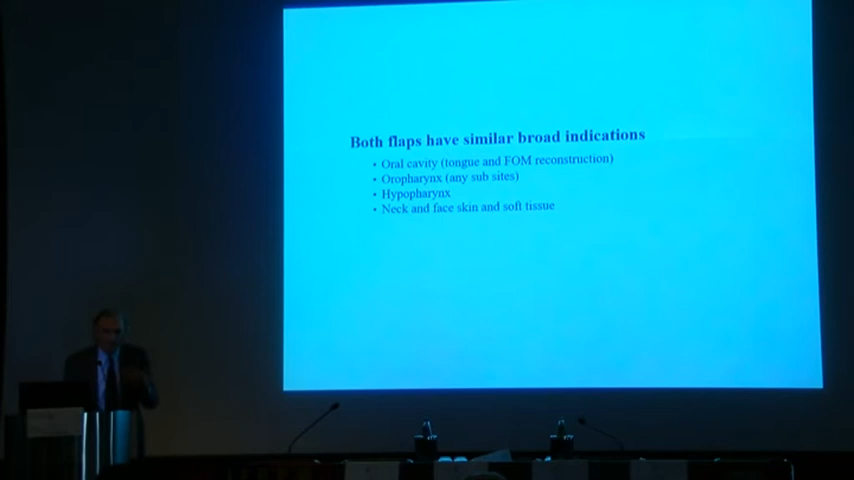 Both flaps have similar broad indications
• Oral cavity (tongue and FOM reconstruction)
• Oropharynx (any sub sites)
• Hypopharynx
• Neck and face skin and soft tissue